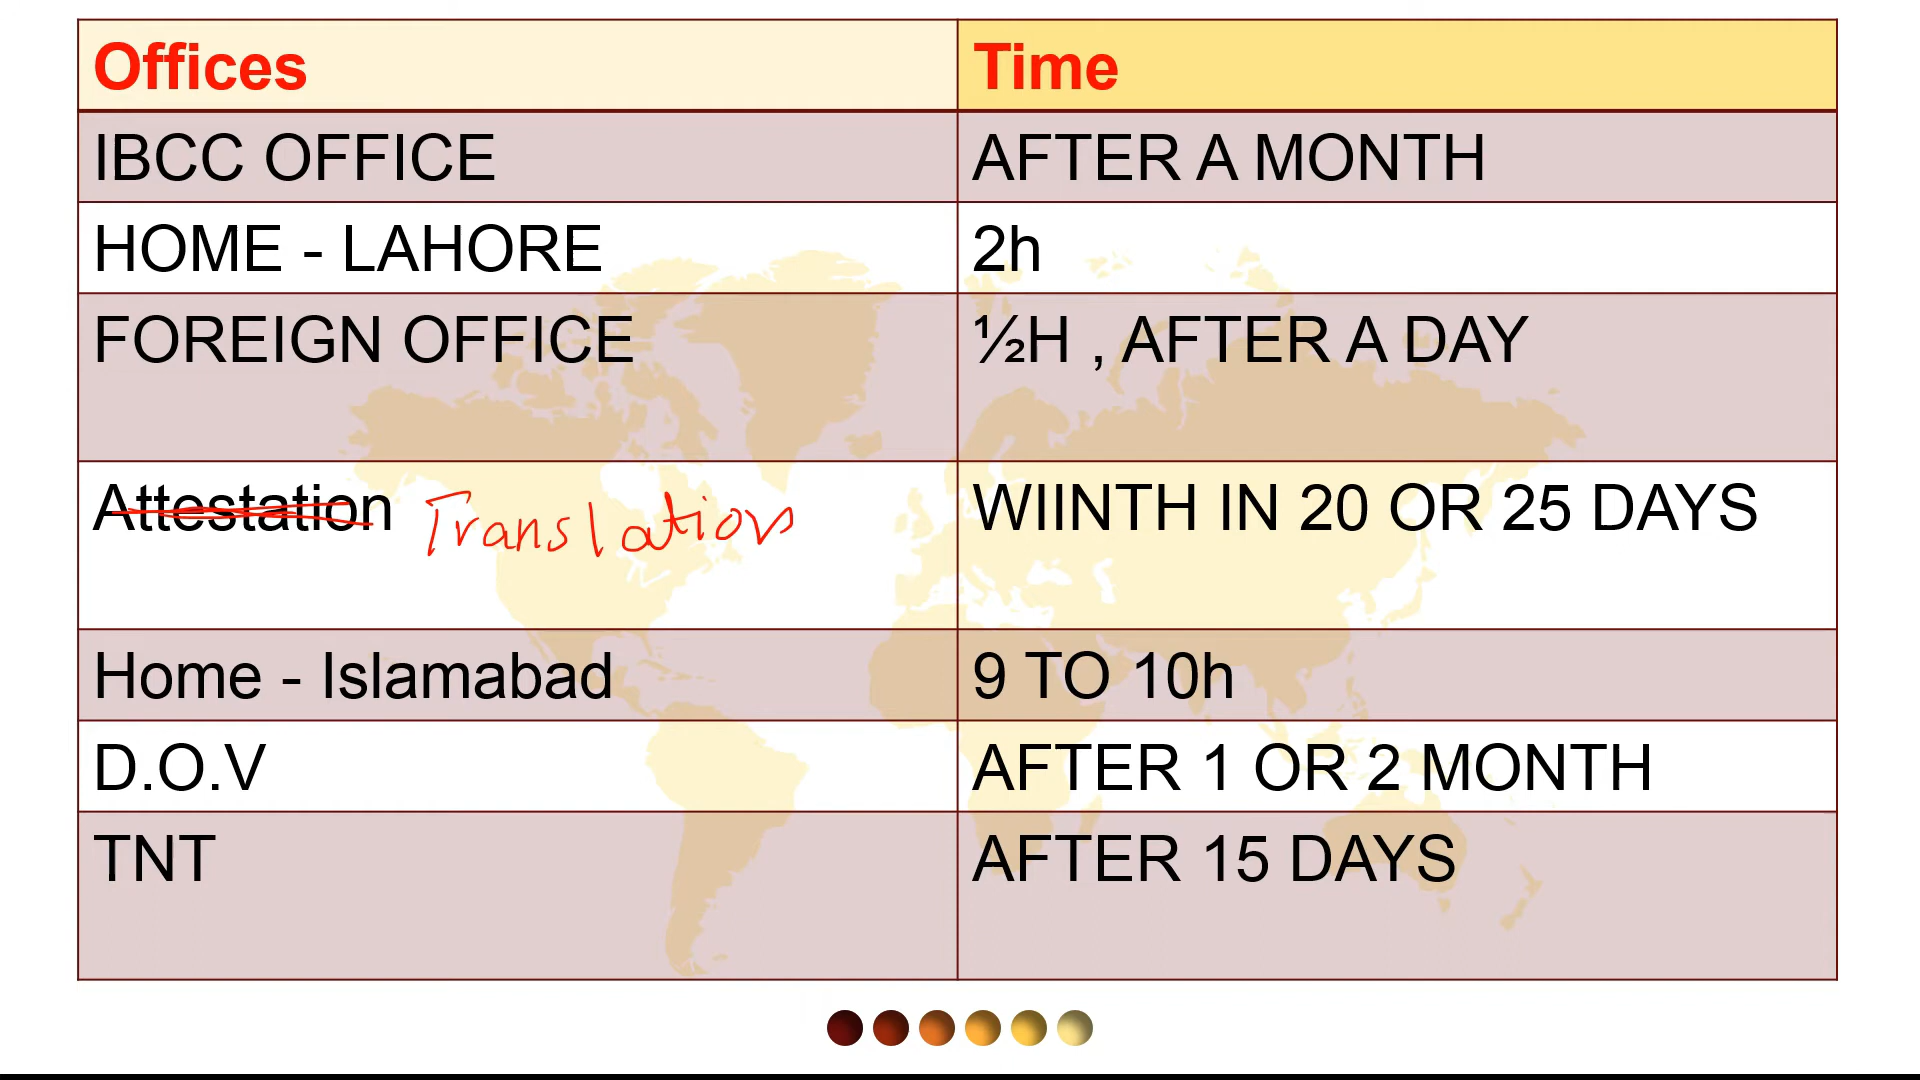 Offices Time
IBCC OFFICE AFTER A MONTH
HOME - LAHORE 2h
FOREIGN OFFICE ½H , AFTER A DAY
Attestation Translation WIINTH IN 20 OR 25 DAYS
Home - Islamabad 9 TO 10h
D.O.V AFTER 1 OR 2 MONTH
TNT AFTER 15 DAYS